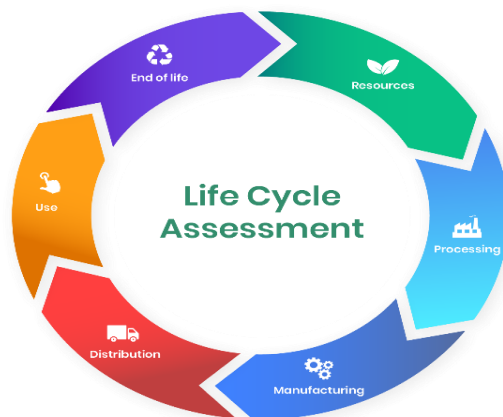 Life Cycle
Assessment
Resources
Processing
Manufacturing
Distribution
Use
End of life